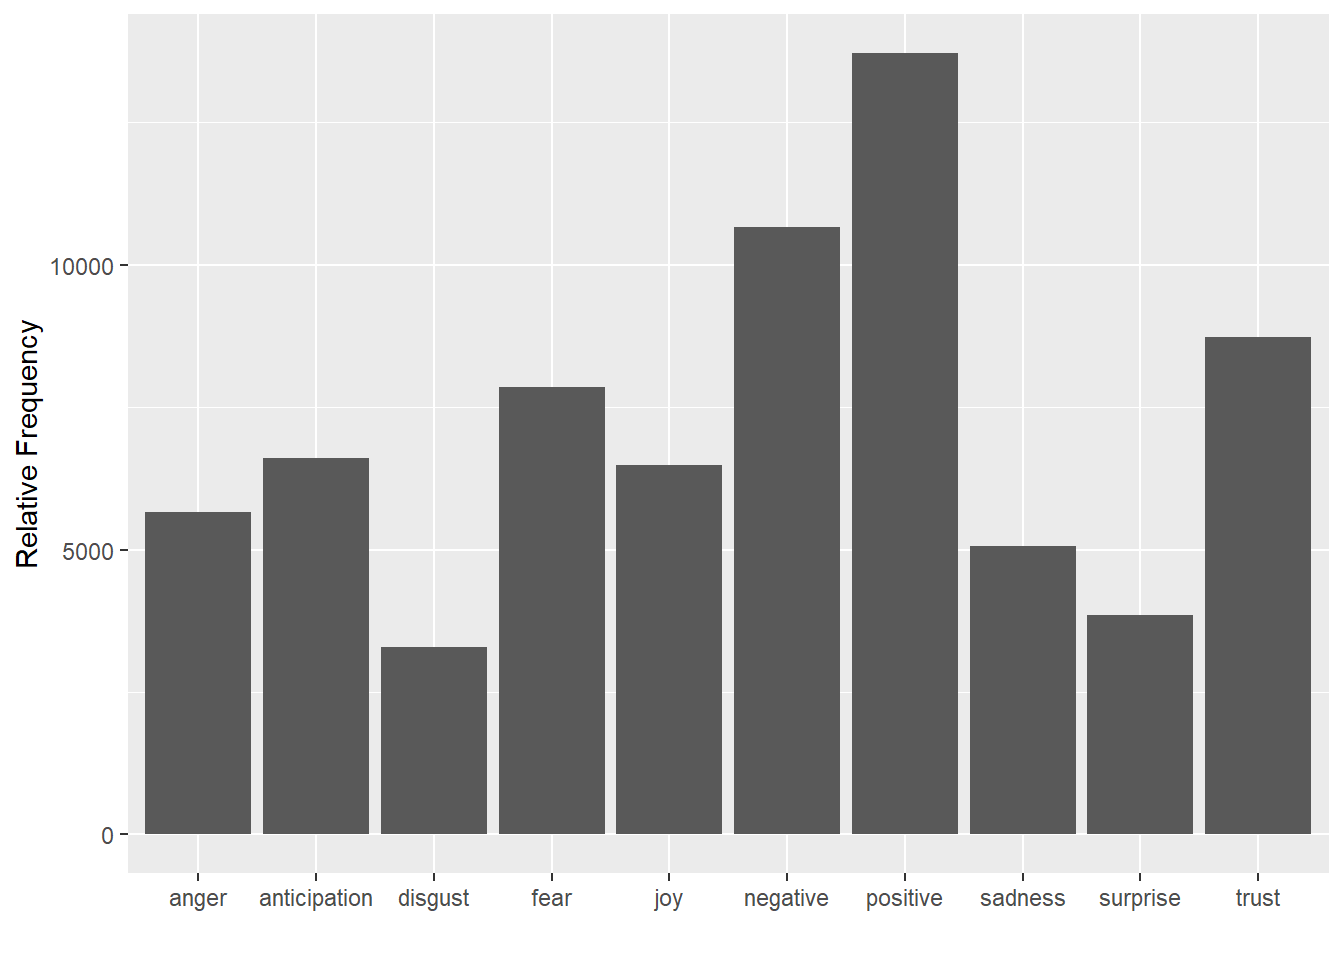 Relative Frequency
10000
5000
0
anger anticipation disgust fear joy negative positive sadness surprise trust